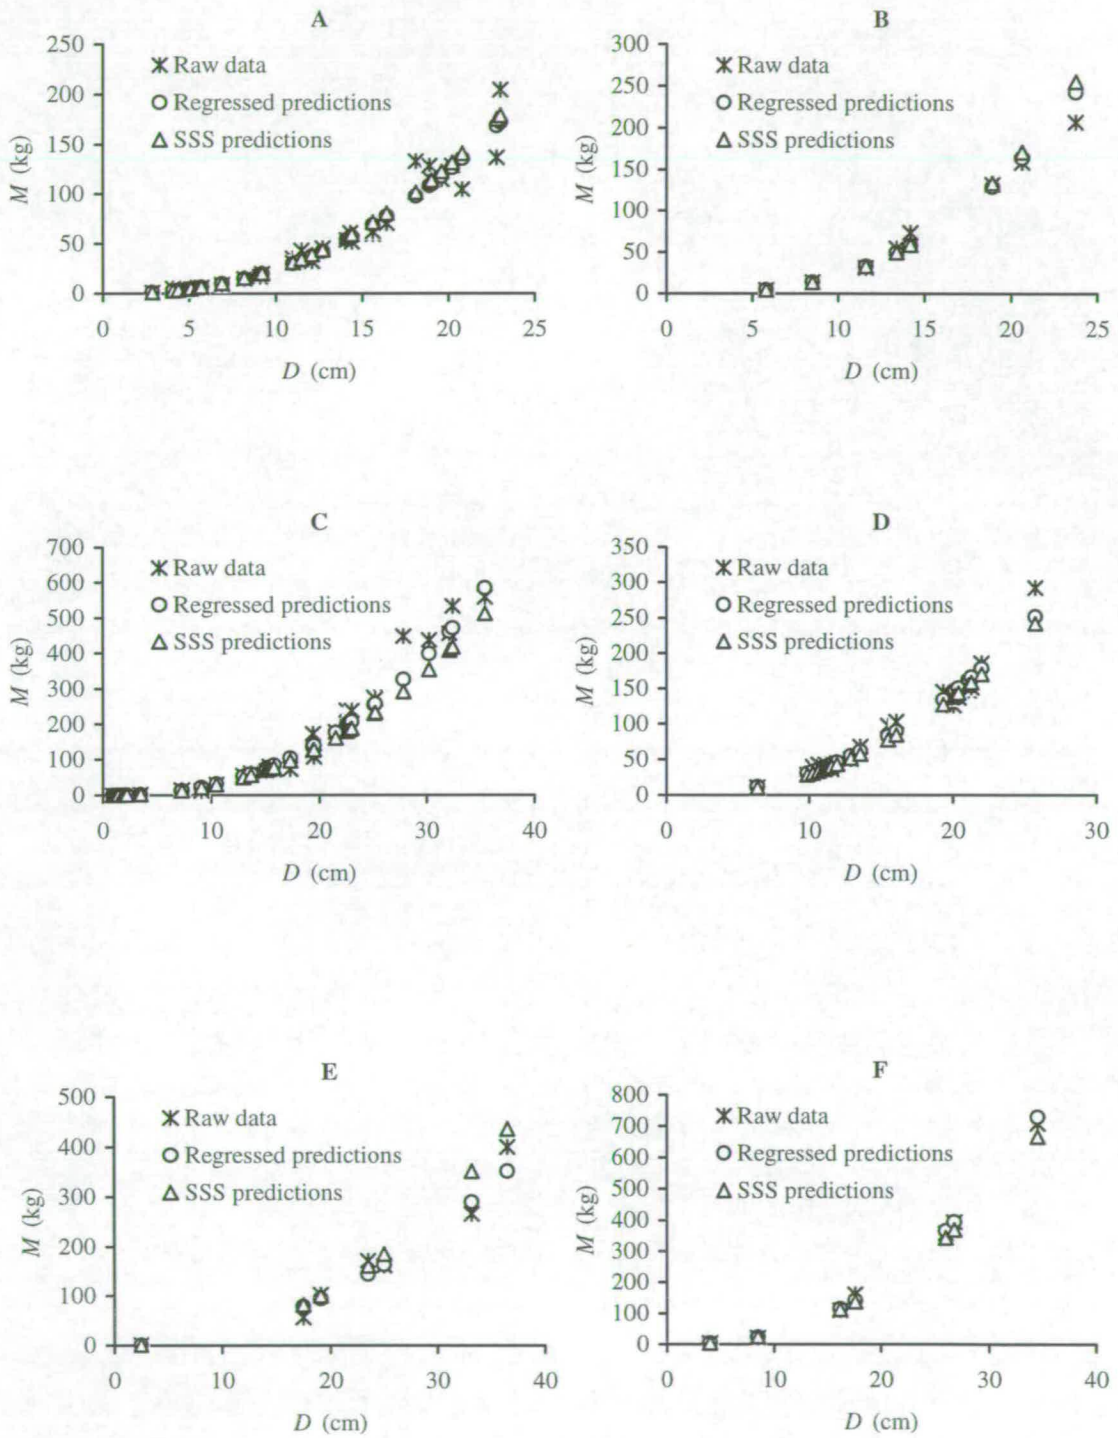 A
250
200
150
100
50
0
M (kg)
Raw data
Regressed predictions
SSS predictions
0 5 10 15 20 25
D (cm)
B
300
250
200
150
100
50
0
M (kg)
Raw data
Regressed predictions
SSS predictions
0 5 10 15 20 25
D (cm)
C
700
600
500
400
300
200
100
0
M (kg)
Raw data
Regressed predictions
SSS predictions
0 10 20 30 40
D (cm)
D
350
300
250
200
150
100
50
0
M (kg)
Raw data
Regressed predictions
SSS predictions
0 10 20 30
D (cm)
E
500
400
300
200
100
0
M (kg)
Raw data
Regressed predictions
SSS predictions
0 10 20 30 40
D (cm)
F
800
700
600
500
400
300
200
100
0
M (kg)
Raw data
Regressed predictions
SSS predictions
0 10 20 30 40
D (cm)